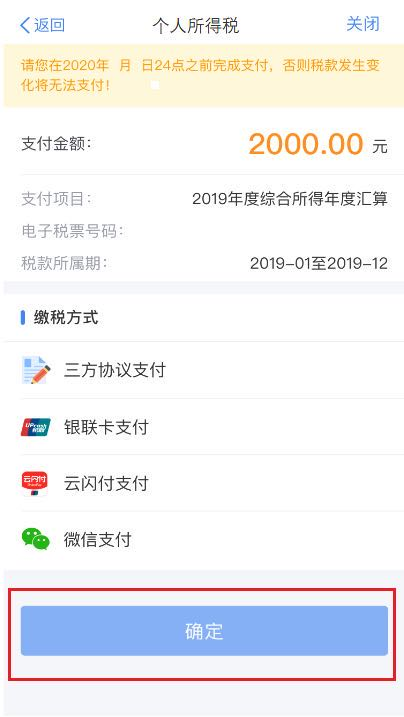 返回
个人所得税
关闭
请您在2020年 月 日24点之前完成支付，否则税款发生变
化将无法支付！
支付金额：
2000.00 元
支付项目：
2019年度综合所得年度汇算
电子税票号码：
税款所属期：
2019-01至2019-12
缴税方式
三方协议支付
银联卡支付
云闪付
云闪付支付
微信支付
确定